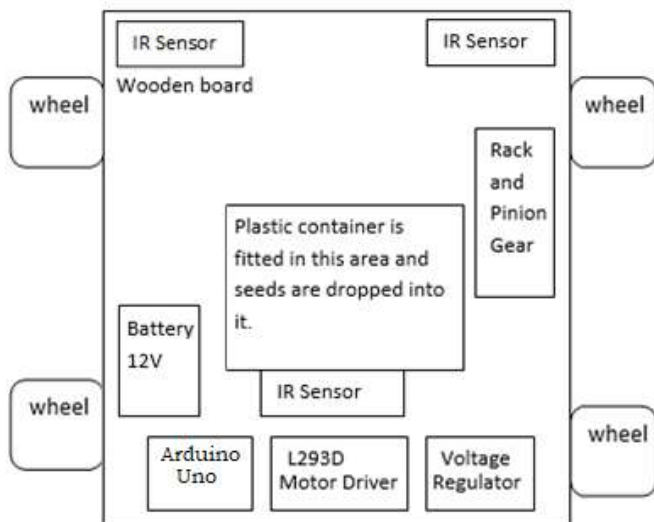 IR Sensor
IR Sensor
Wooden board
wheel
wheel
Rack
and
Pinion
Gear
Plastic container is
fitted in this area and
seeds are dropped into
it.
Battery
12V
IR Sensor
wheel
wheel
Arduino
Uno
L293D
Motor Driver
Voltage
Regulator